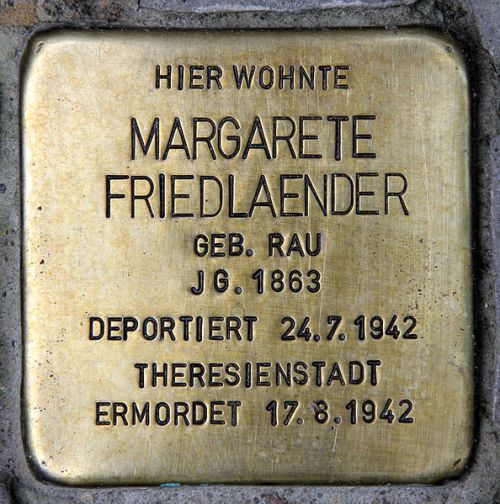 HIER WOHNTE
MARGARETE
FRIEDLAENDER
GEB. RAU
JG. 1863
DEPORTIERT 24.7.1942
THERESIENSTADT
ERMORDET 17.8.1942